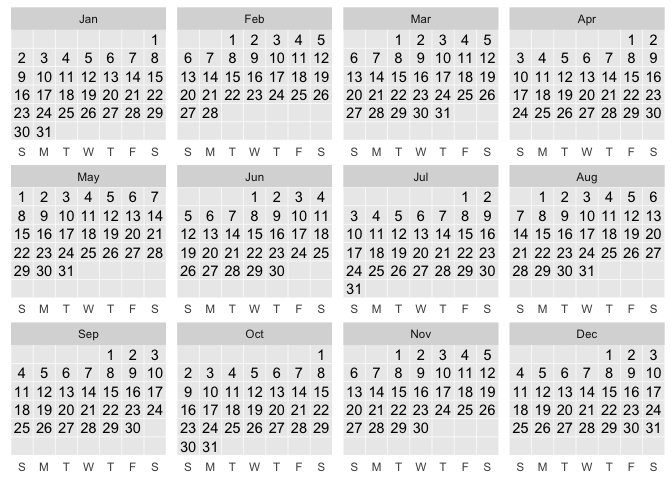 Jan
1
2 3 4 5 6 7 8
9 10 11 12 13 14 15
16 17 18 19 20 21 22
23 24 25 26 27 28 29
30 31
S M T W T F S
Feb
1 2 3 4 5
6 7 8 9 10 11 12
13 14 15 16 17 18 19
20 21 22 23 24 25 26
27 28
S M T W T F S
Mar
1 2 3 4 5
6 7 8 9 10 11 12
13 14 15 16 17 18 19
20 21 22 23 24 25 26
27 28 29 30 31
S M T W T F S
Apr
1 2
3 4 5 6 7 8 9
10 11 12 13 14 15 16
17 18 19 20 21 22 23
24 25 26 27 28 29 30
S M T W T F S
May
1 2 3 4 5 6 7
8 9 10 11 12 13 14
15 16 17 18 19 20 21
22 23 24 25 26 27 28
29 30 31
S M T W T F S
Jun
1 2 3 4
5 6 7 8 9 10 11
12 13 14 15 16 17 18
19 20 21 22 23 24 25
26 27 28 29 30
S M T W T F S
Jul
1 2
3 4 5 6 7 8 9
10 11 12 13 14 15 16
17 18 19 20 21 22 23
24 25 26 27 28 29 30
31
S M T W T F S
Aug
1 2 3 4 5 6
7 8 9 10 11 12 13
14 15 16 17 18 19 20
21 22 23 24 25 26 27
28 29 30 31
S M T W T F S
Sep
1 2 3
4 5 6 7 8 9 10
11 12 13 14 15 16 17
18 19 20 21 22 23 24
25 26 27 28 29 30
S M T W T F S
Oct
1
2 3 4 5 6 7 8
9 10 11 12 13 14 15
16 17 18 19 20 21 22
23 24 25 26 27 28 29
30 31
S M T W T F S
Nov
1 2 3 4 5
6 7 8 9 10 11 12
13 14 15 16 17 18 19
20 21 22 23 24 25 26
27 28 29 30
S M T W T F S
Dec
1 2 3
4 5 6 7 8 9 10
11 12 13 14 15 16 17
18 19 20 21 22 23 24
25 26 27 28 29 30 31
S M T W T F S